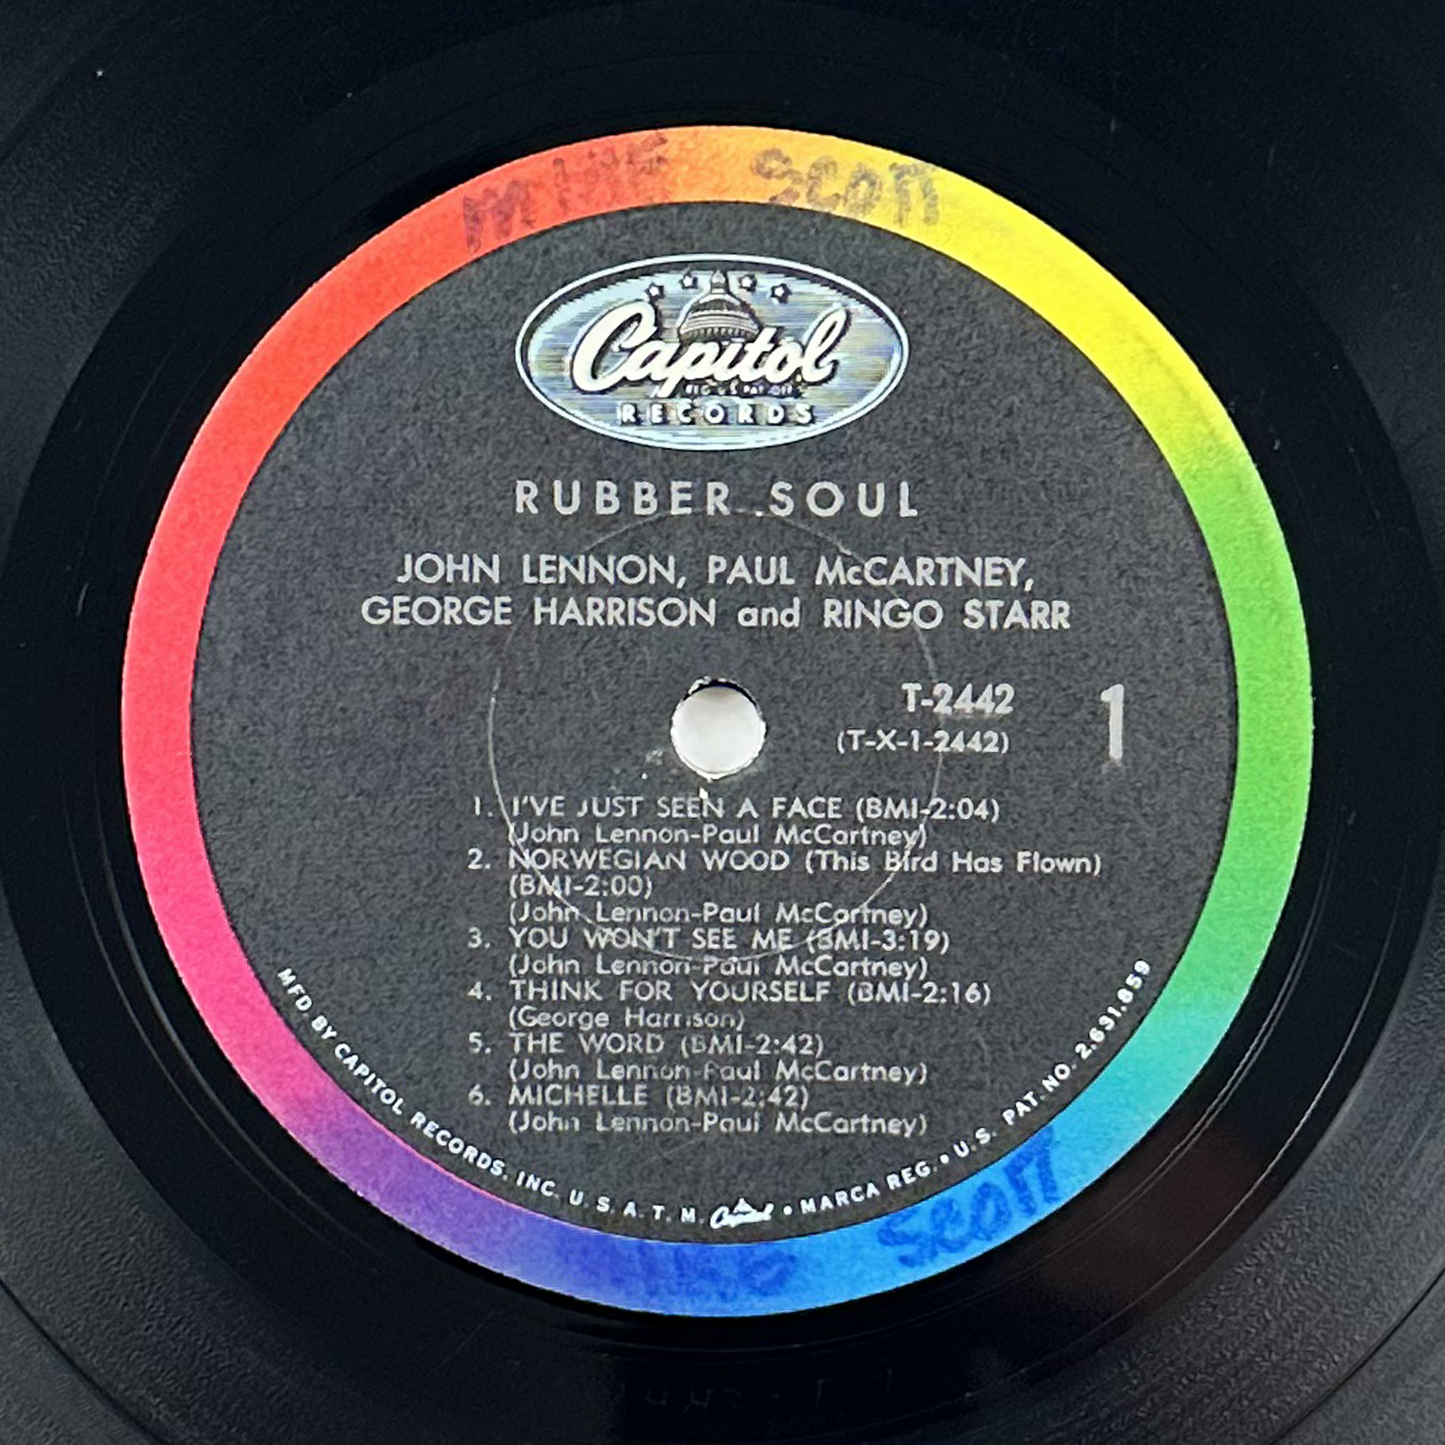 MIKE SCOTT
Capitol
REG. U.S. PAT. OFF.
RECORDS
RUBBER SOUL
JOHN LENNON, PAUL McCARTNEY,
GEORGE HARRISON and RINGO STARR
T-2442
(T-X-1-2442)
1
1. I'VE JUST SEEN A FACE (BMI-2:04)
(John Lennon-Paul McCartney)
2. NORWEGIAN WOOD (This Bird Has Flown)
(BMI-2:00)
(John Lennon-Paul McCartney)
3. YOU WON'T SEE ME (BMI-3:19)
(John Lennon-Paul McCartney)
4. THINK FOR YOURSELF (BMI-2:16)
(George Harrison)
5. THE WORD (BMI-2:42)
(John Lennon-Paul McCartney)
6. MICHELLE (BMI-2:42)
(John Lennon-Paul McCartney)
MFD. BY CAPITOL RECORDS, INC. U.S.A. T.M. Capitol • MARCA REG. • U.S. PAT. NO. 2,631,859
SCOTT